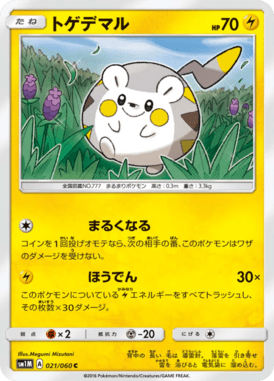 たね トゲデマル HP70
全国図鑑NO.777 まるまりポケモン 高さ：0.3m 重さ：3.3kg
まるくなる
コインを1回投げオモテなら、次の相手の番、このポケモンはワザのダメージを受けない。
ほうでん 30×
このポケモンについているエネルギーをすべてトラッシュし、その枚数×30ダメージ。
弱点 ×2 抵抗力 -20 にげる
Illus.Megumi Mizutani
SM1M A 021/060 C
©2016 Pokémon/Nintendo/Creatures/GAME FREAK.